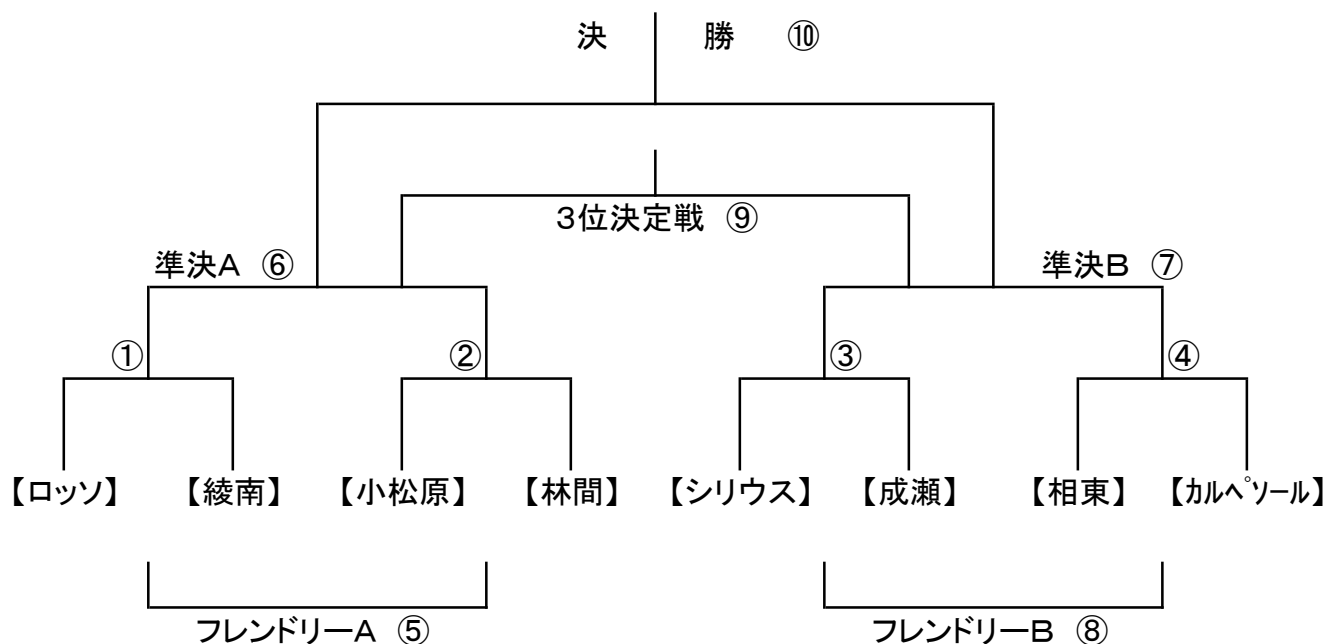 決 勝 ⑩
3位決定戦 ⑨
準決A ⑥ 準決B ⑦
① ② ③ ④
【ロッソ】 【綾南】 【小松原】 【林間】 【シリウス】 【成瀬】 【相東】 【カルペソール】
フレンドリーA ⑤ フレンドリーB ⑧